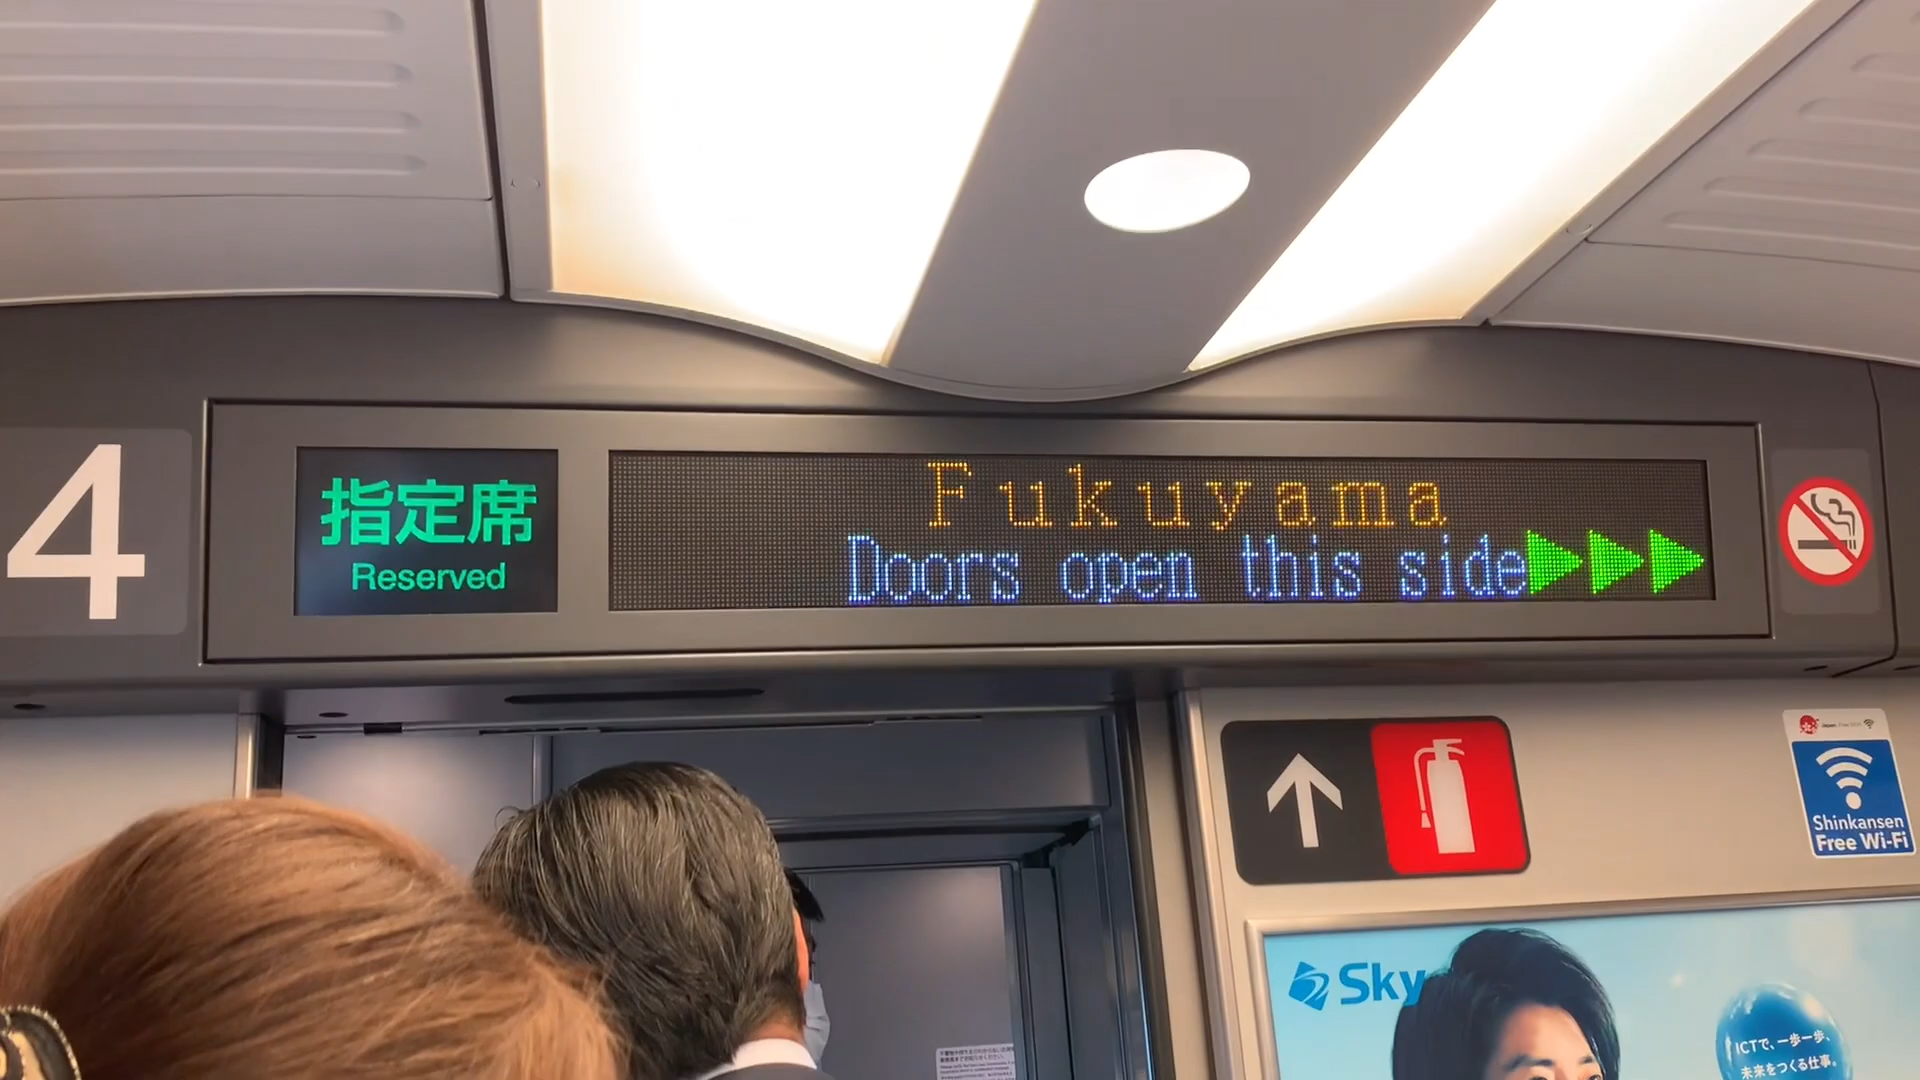 4
指定席
Reserved
Fukuyama
Doors open this side
Shinkansen
Free Wi-Fi
Sky
ICTで、一歩一歩、
未来をつくる仕事。